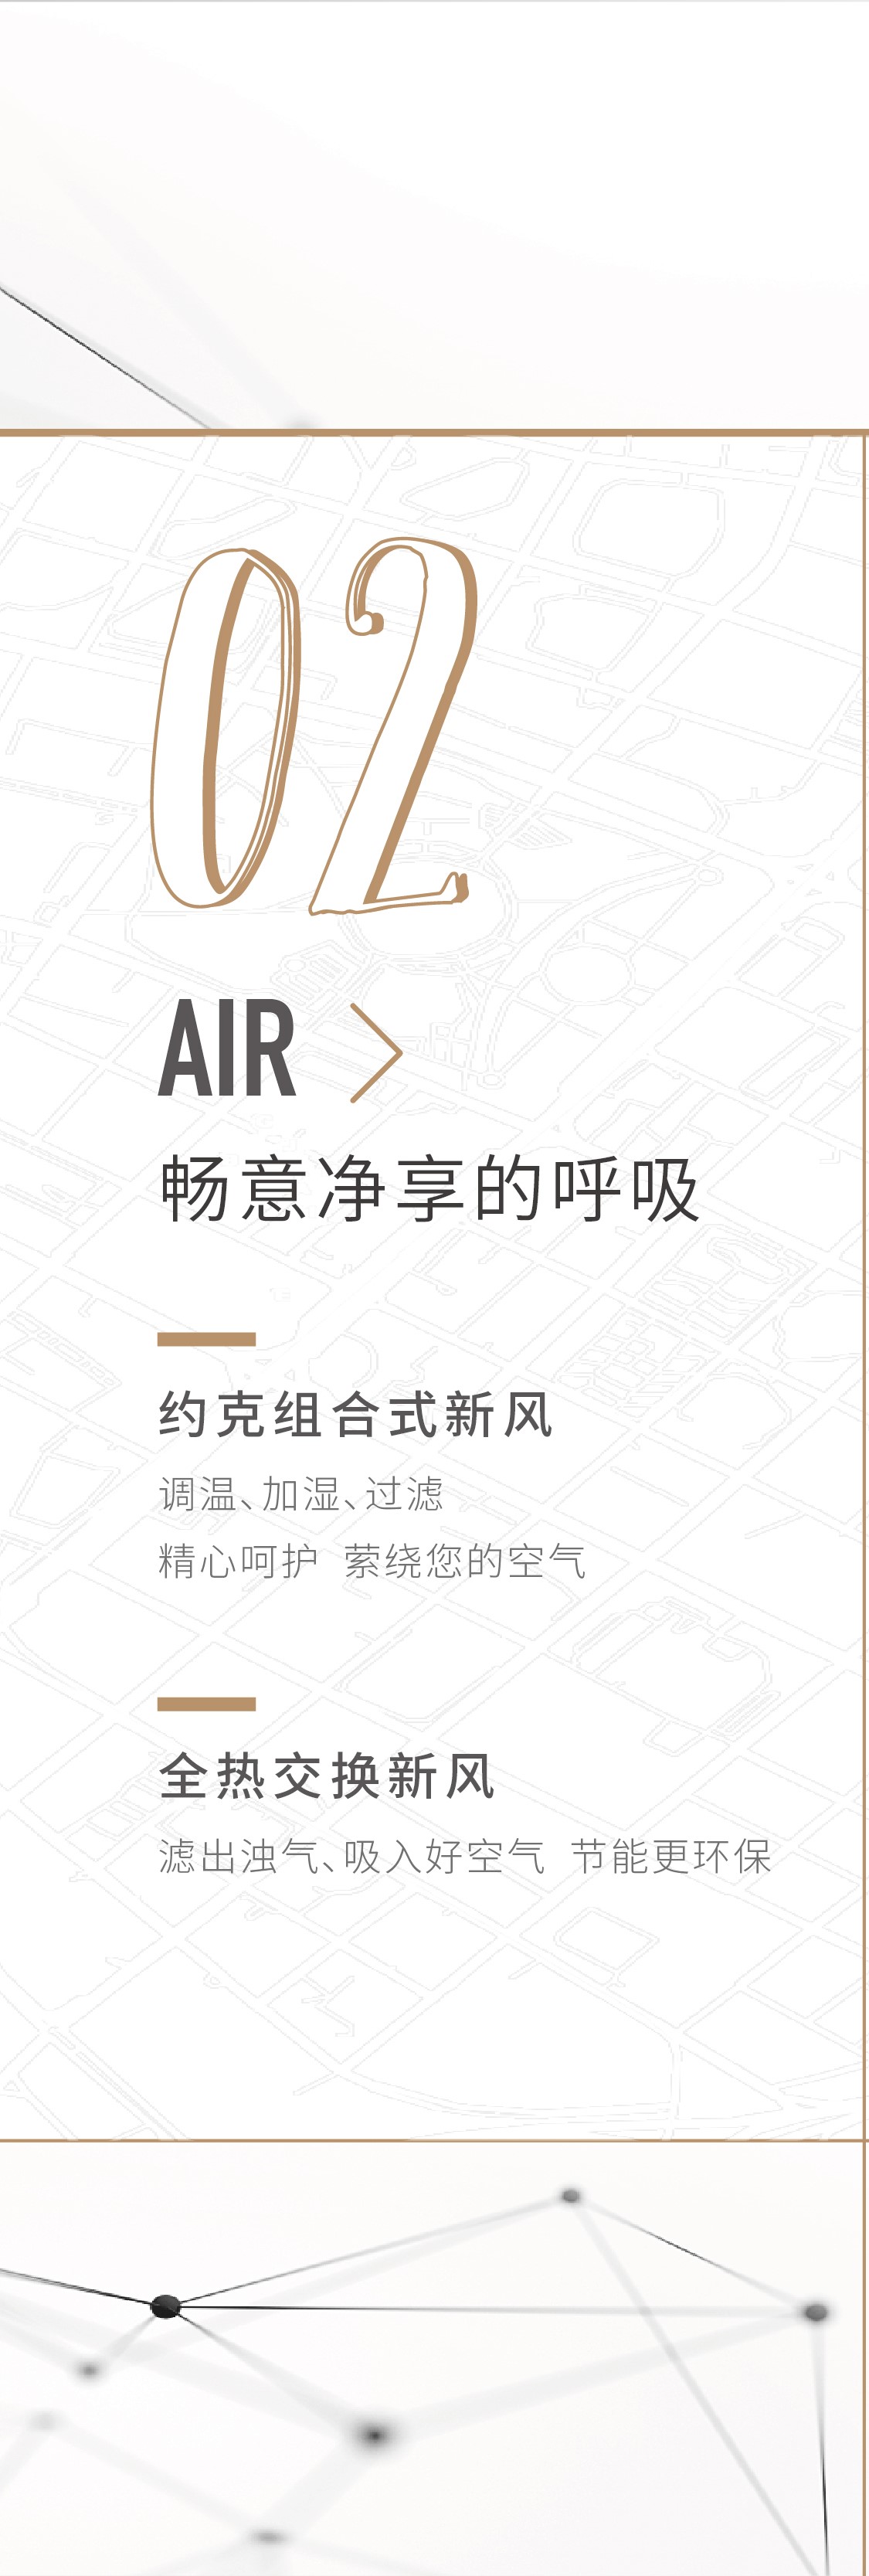 02
AIR
畅意净享的呼吸
约克组合式新风
调温、加湿、过滤
精心呵护 萦绕您的空气
全热交换新风
滤出浊气、吸入好空气 节能更环保